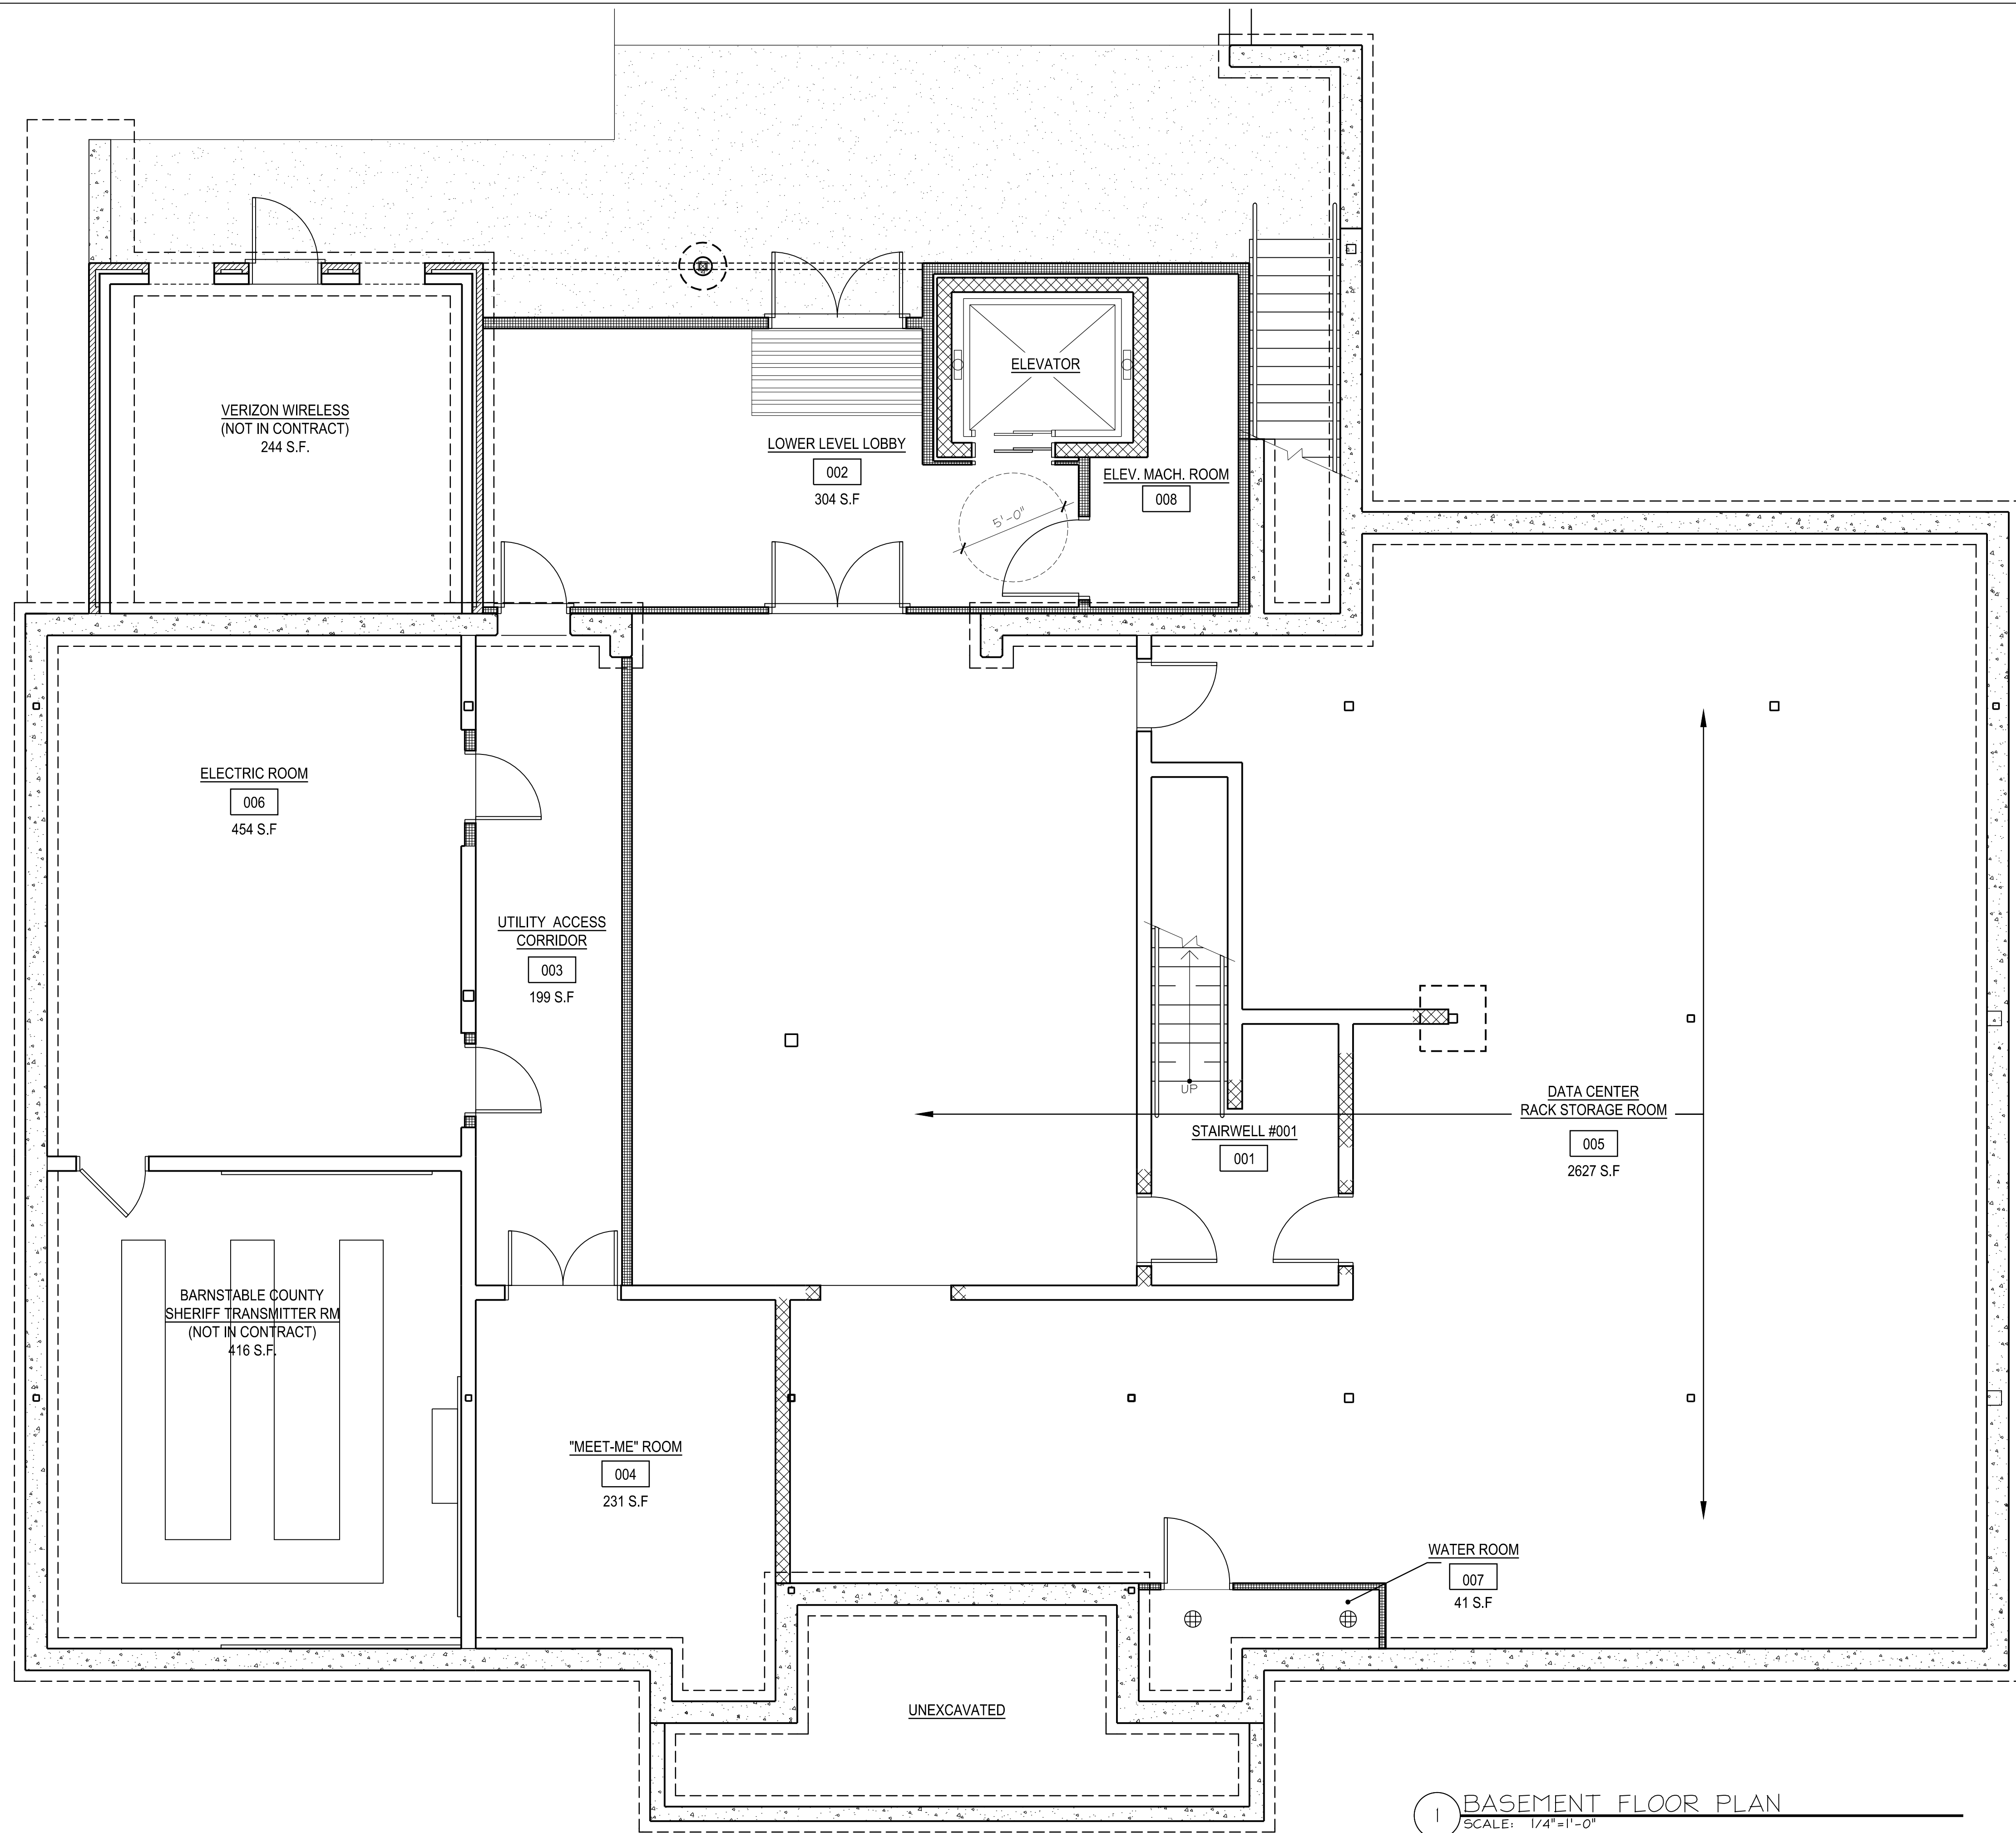 VERIZON WIRELESS
(NOT IN CONTRACT)
244 S.F.
ELEVATOR
LOWER LEVEL LOBBY
002
304 S.F
ELEV. MACH. ROOM
008
5'-0"
ELECTRIC ROOM
006
454 S.F
UTILITY ACCESS
CORRIDOR
003
199 S.F
UP
STAIRWELL #001
001
DATA CENTER
RACK STORAGE ROOM
005
2627 S.F
BARNSTABLE COUNTY
SHERIFF TRANSMITTER RM
(NOT IN CONTRACT)
416 S.F.
"MEET-ME" ROOM
004
231 S.F
WATER ROOM
007
41 S.F
UNEXCAVATED
1
BASEMENT FLOOR PLAN
SCALE: 1/4"=1'-0"